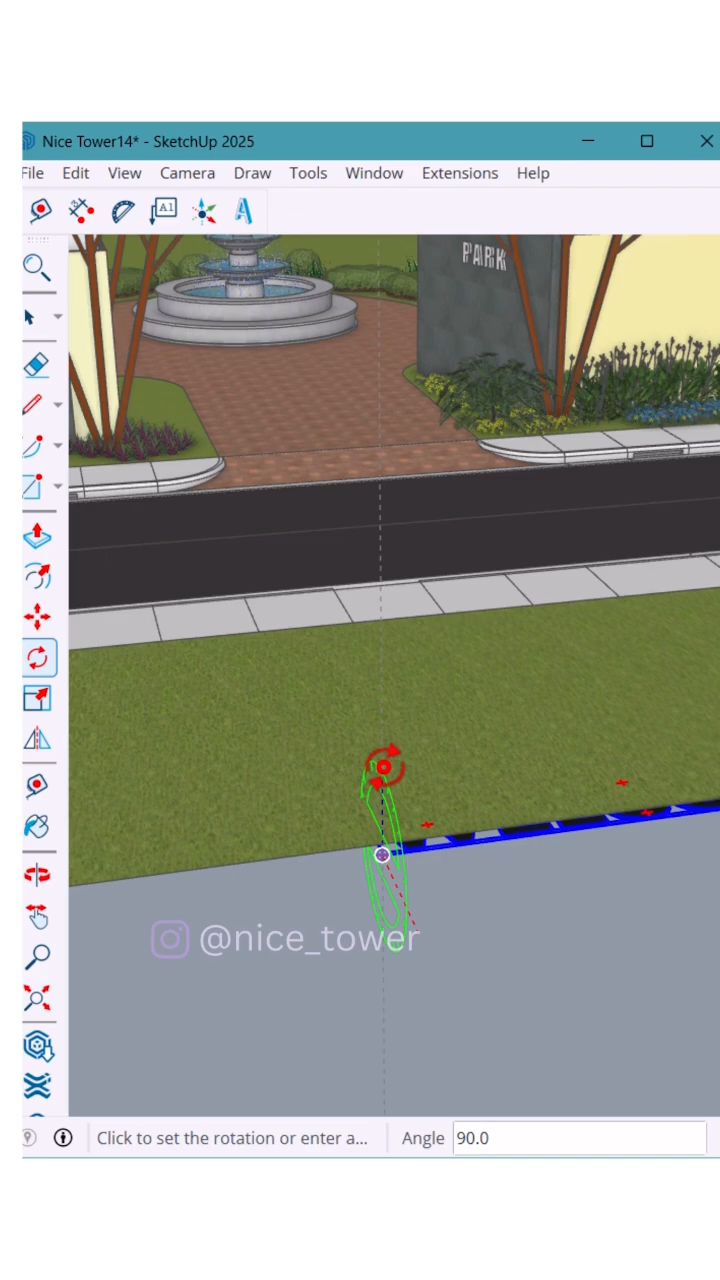 Nice Tower14* - SketchUp 2025
File Edit View Camera Draw Tools Window Extensions Help
A1
PARK
@nice_tower
Click to set the rotation or enter a... Angle 90.0